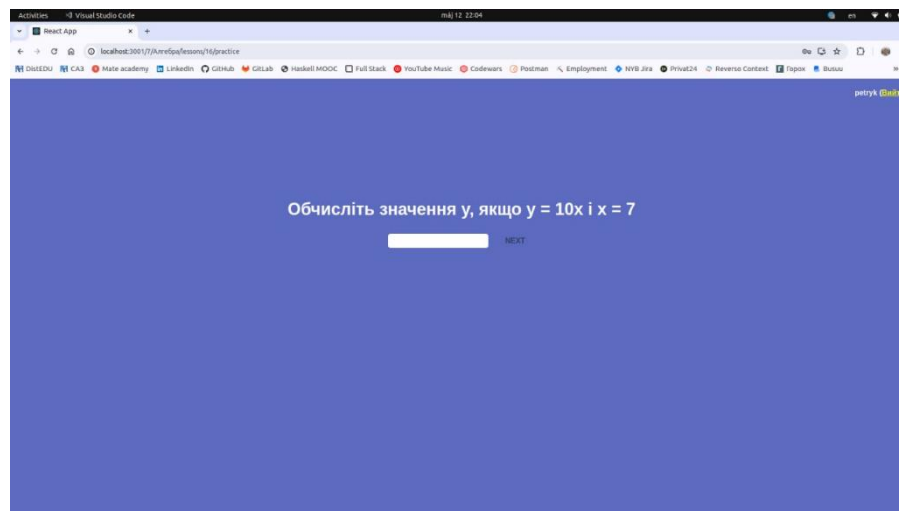 Activities Visual Studio Code máj 12 22:04 en
React App
localhost:3001/7/Алгебра/lessons/16/practice
DistEDU CA3 Mate academy LinkedIn GitHub GitLab Haskell MOOC Full Stack YouTube Music Codewars Postman Employment NYB Jira Privat24 Reverso Context Горох Busuu
petryk (Вийт
Обчисліть значення y, якщо y = 10x і x = 7
NEXT